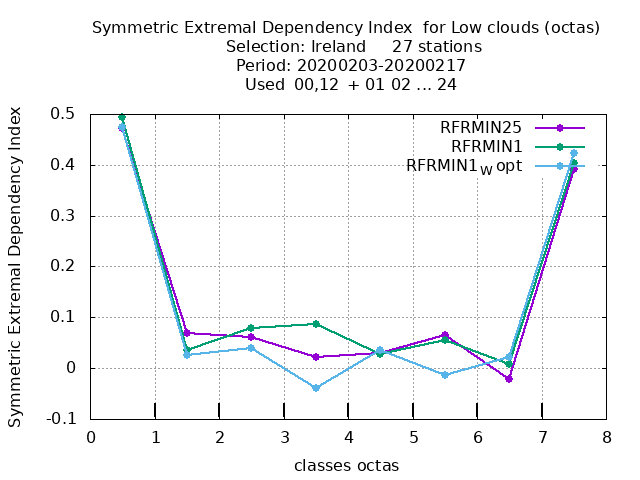 Symmetric Extremal Dependency Index for Low clouds (octas)
Selection: Ireland 27 stations
Period: 20200203-20200217
Used 00,12 + 01 02 ... 24
Symmetric Extremal Dependency Index
0.5
0.4
0.3
0.2
0.1
0
-0.1
RFRMIN25
RFRMIN1
RFRMIN1W opt
0 1 2 3 4 5 6 7 8
classes octas